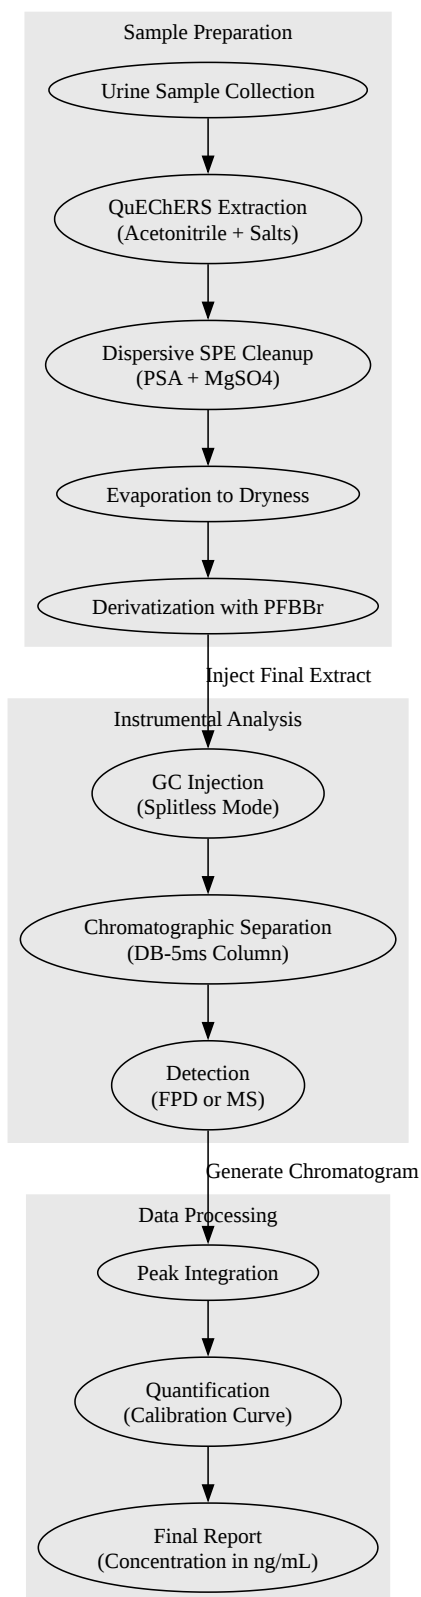 Sample Preparation
Urine Sample Collection
QuEChERS Extraction
(Acetonitrile + Salts)
Dispersive SPE Cleanup
(PSA + MgSO4)
Evaporation to Dryness
Derivatization with PFBBr
Inject Final Extract
Instrumental Analysis
GC Injection
(Splitless Mode)
Chromatographic Separation
(DB-5ms Column)
Detection
(FPD or MS)
Generate Chromatogram
Data Processing
Peak Integration
Quantification
(Calibration Curve)
Final Report
(Concentration in ng/mL)